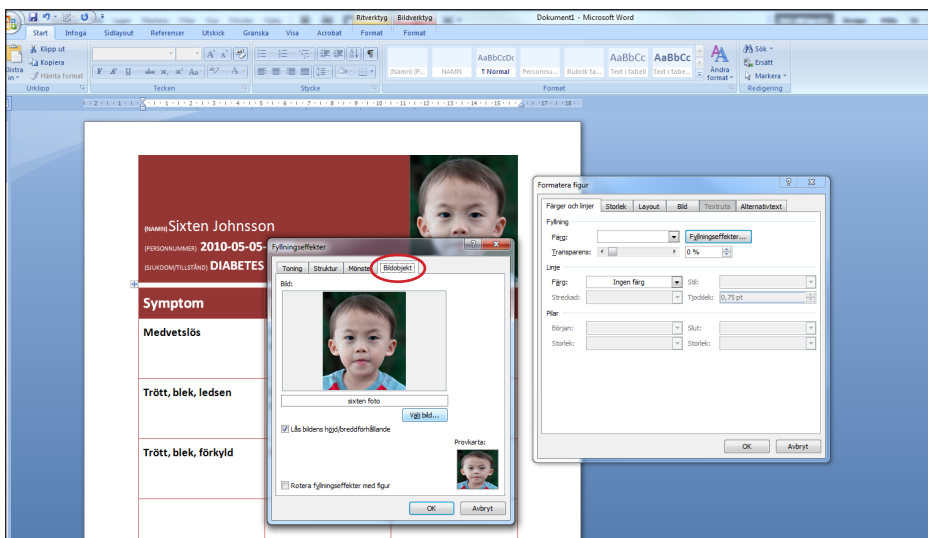 Ritverktyg Bildverktyg Dokument1 - Microsoft Word
Start Infoga Sidlayout Referenser Utskick Granska Visa Acrobat Format Format
Klipp ut
Kopiera
Hämta format
Urklipp
Tecken
Stycke
AaBbCcDc AaBbCc AaBbCc
(Namn) (P... NAMN ¶ Normal Personnu... Rubrik ta... Text i tabell Text i tabe...
Format
Ändra format
Sök
Ersätt
Markera
Redigering
(NAMN) Sixten Johnsson
(PERSONNUMMER) 2010-05-05-
(SJUKDOM/TILLSTÅND) DIABETES
Symptom
Medvetslös
Trött, blek, ledsen
Trött, blek, förkyld
Fyllningseffekter
Toning Struktur Mönster Bildobjekt
Bild:
sixten foto
Välj bild...
Lås bildens höjd/breddförhållande
Provkarta:
Rotera fyllningseffekter med figur
OK Avbryt
Formatera figur
Färger och linjer Storlek Layout Bild Textruta Alternativtext
Fyllning
Färg: Fyllningseffekter...
Transparens: 0 %
Linje
Färg: Ingen färg Stil:
Streckad: Tjocklek: 0,75 pt
Pilar
Början: Slut:
Storlek: Storlek:
OK Avbryt